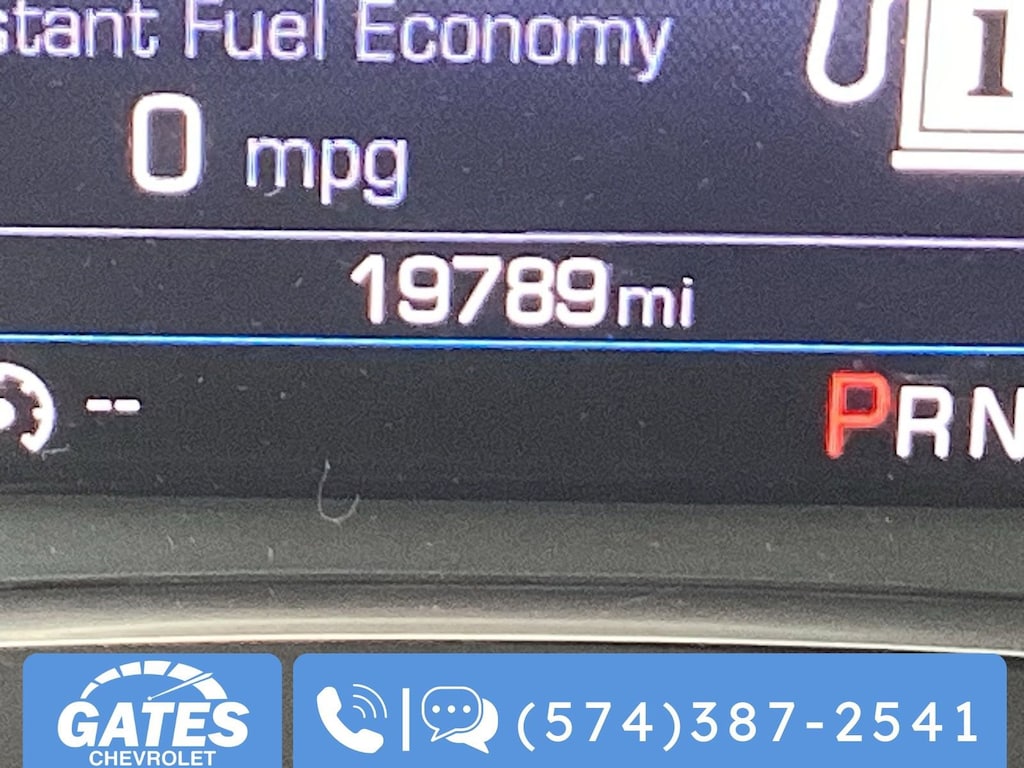 stant Fuel Economy
0 mpg
i
19789 mi
--
PRN
GATES
CHEVROLET
(574)387-2541